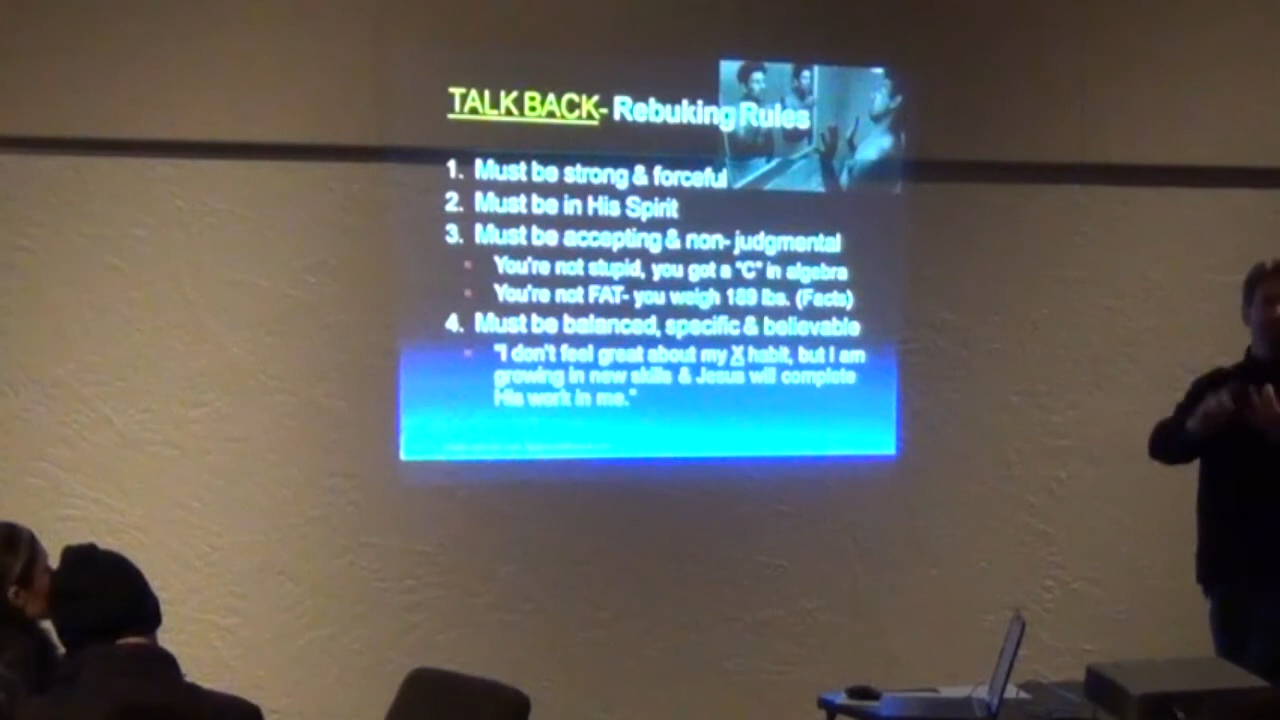 TALK BACK- Rebuking Rules
1. Must be strong & forceful
2. Must be in His Spirit
3. Must be accepting & non- judgmental
You're not stupid, you got a "C" in algebra
You're not FAT- you weigh 189 lbs. (Facts)
4. Must be balanced, specific & believable
"I don't feel great about my X habit, but I am
growing in new skills & Jesus will complete
His work in me."